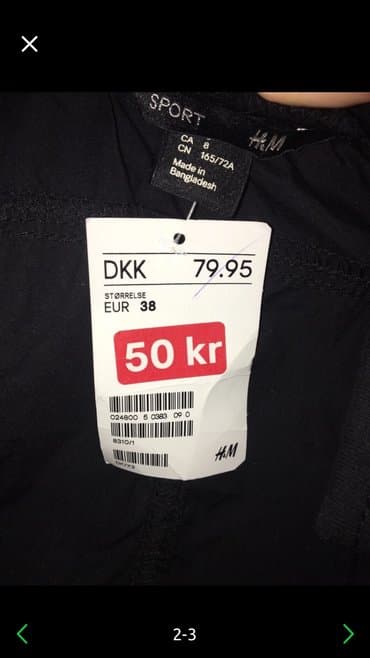 SPORT
H&M
CA 8
CN 165/72A
Made in
Bangladesh
DKK 79.95
STØRRELSE
EUR 38
50 kr
024800 5 0383 09 0
8310/1
H&M
2-3